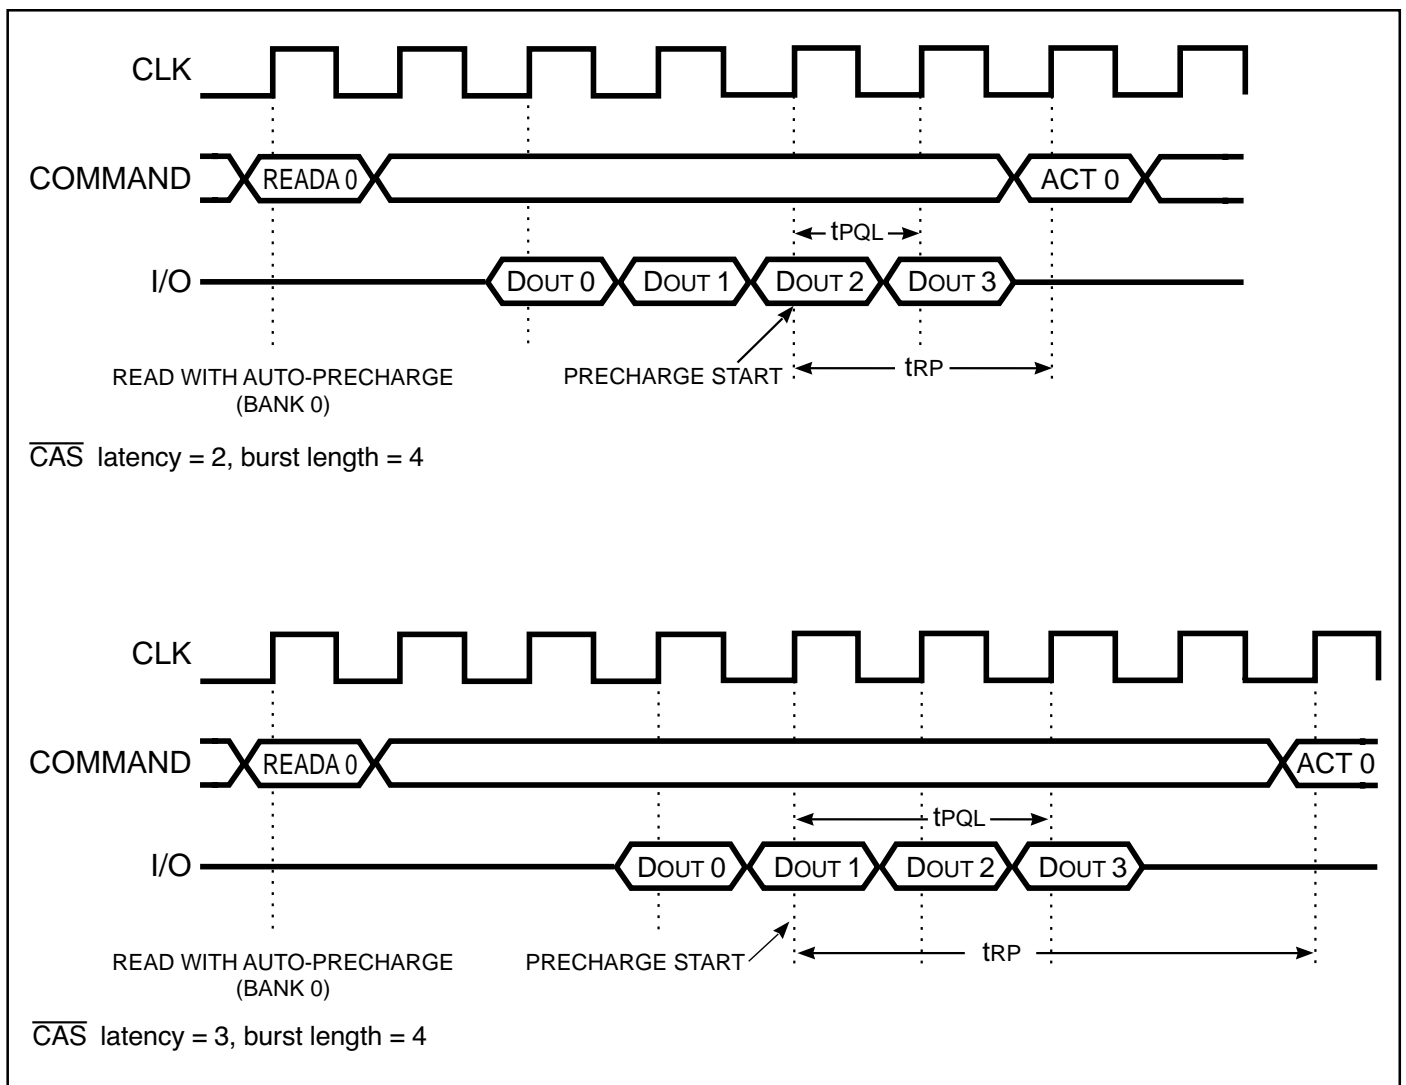 CLK
COMMAND READA 0 ACT 0
tPQL
I/O DOUT 0 DOUT 1 DOUT 2 DOUT 3
READ WITH AUTO-PRECHARGE
(BANK 0)
PRECHARGE START
tRP
CAS latency = 2, burst length = 4
CLK
COMMAND READA 0 ACT 0
tPQL
I/O DOUT 0 DOUT 1 DOUT 2 DOUT 3
READ WITH AUTO-PRECHARGE
(BANK 0)
PRECHARGE START
tRP
CAS latency = 3, burst length = 4